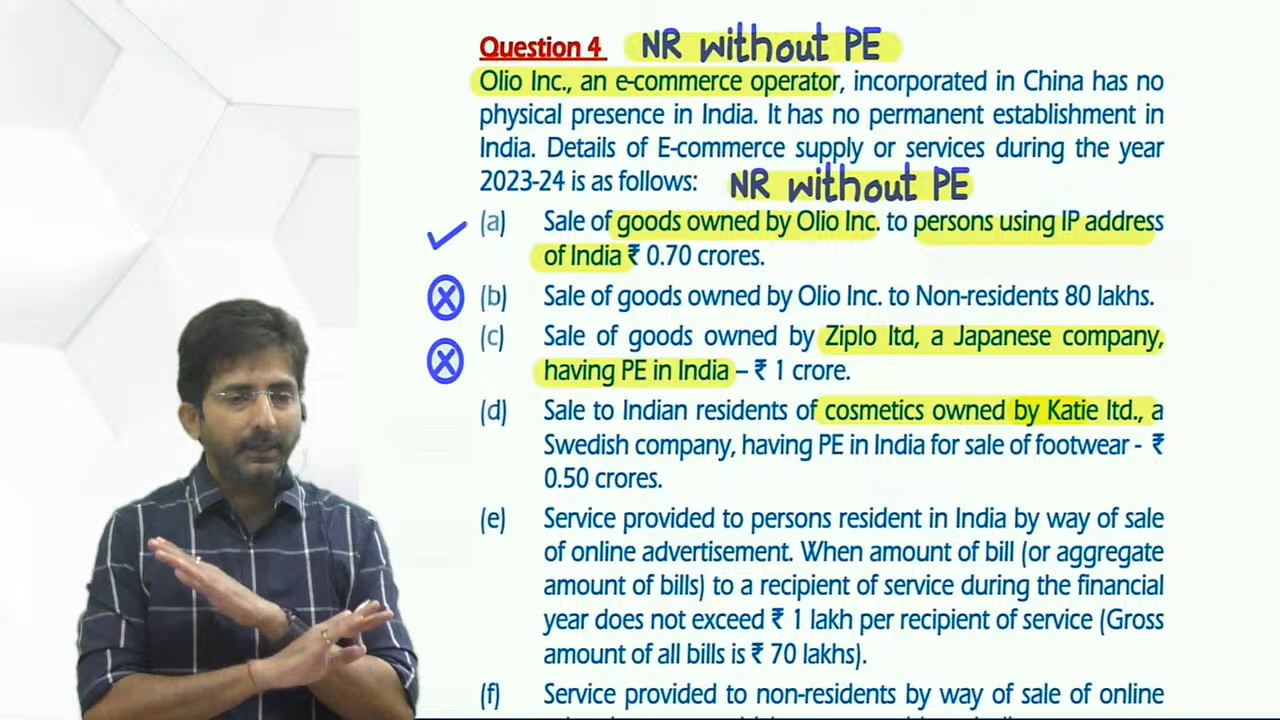 Question 4 NR without PE
Olio Inc., an e-commerce operator, incorporated in China has no
physical presence in India. It has no permanent establishment in
India. Details of E-commerce supply or services during the year
2023-24 is as follows: NR without PE
(a) Sale of goods owned by Olio Inc. to persons using IP address
of India ₹ 0.70 crores.
(b) Sale of goods owned by Olio Inc. to Non-residents 80 lakhs.
(c) Sale of goods owned by Ziplo ltd, a Japanese company,
having PE in India – ₹ 1 crore.
(d) Sale to Indian residents of cosmetics owned by Katie ltd., a
Swedish company, having PE in India for sale of footwear - ₹
0.50 crores.
(e) Service provided to persons resident in India by way of sale
of online advertisement. When amount of bill (or aggregate
amount of bills) to a recipient of service during the financial
year does not exceed ₹ 1 lakh per recipient of service (Gross
amount of all bills is ₹ 70 lakhs).
(f) Service provided to non-residents by way of sale of online